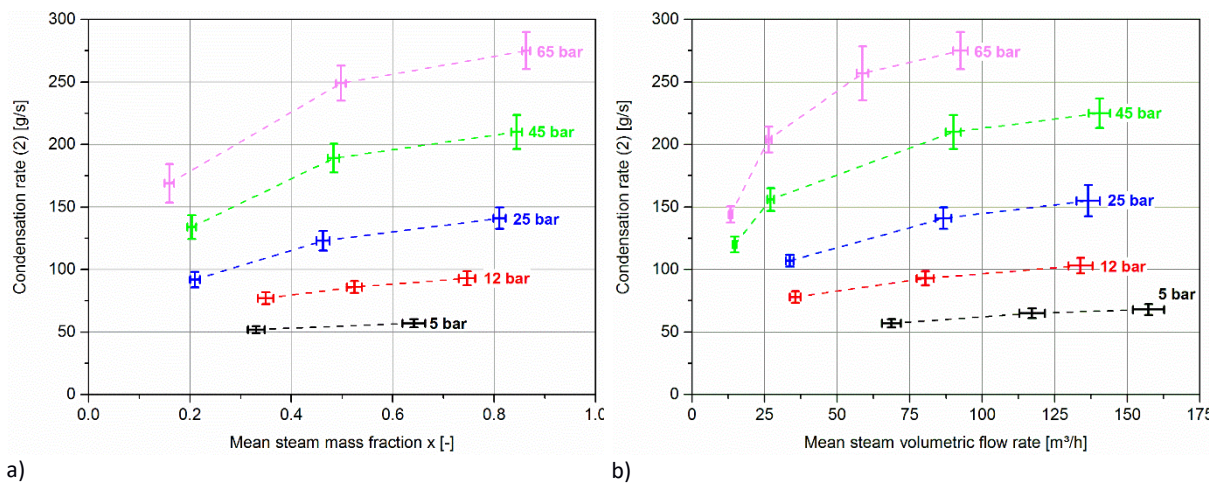 300
250
200
150
100
50
0
Condensation rate (2) [g/s]
65 bar
45 bar
25 bar
12 bar
5 bar
0.0 0.2 0.4 0.6 0.8 1.0
Mean steam mass fraction x [-]
a)
300
250
200
150
100
50
0
Condensation rate (2) [g/s]
65 bar
45 bar
25 bar
12 bar
5 bar
0 25 50 75 100 125 150 175
Mean steam volumetric flow rate [m³/h]
b)